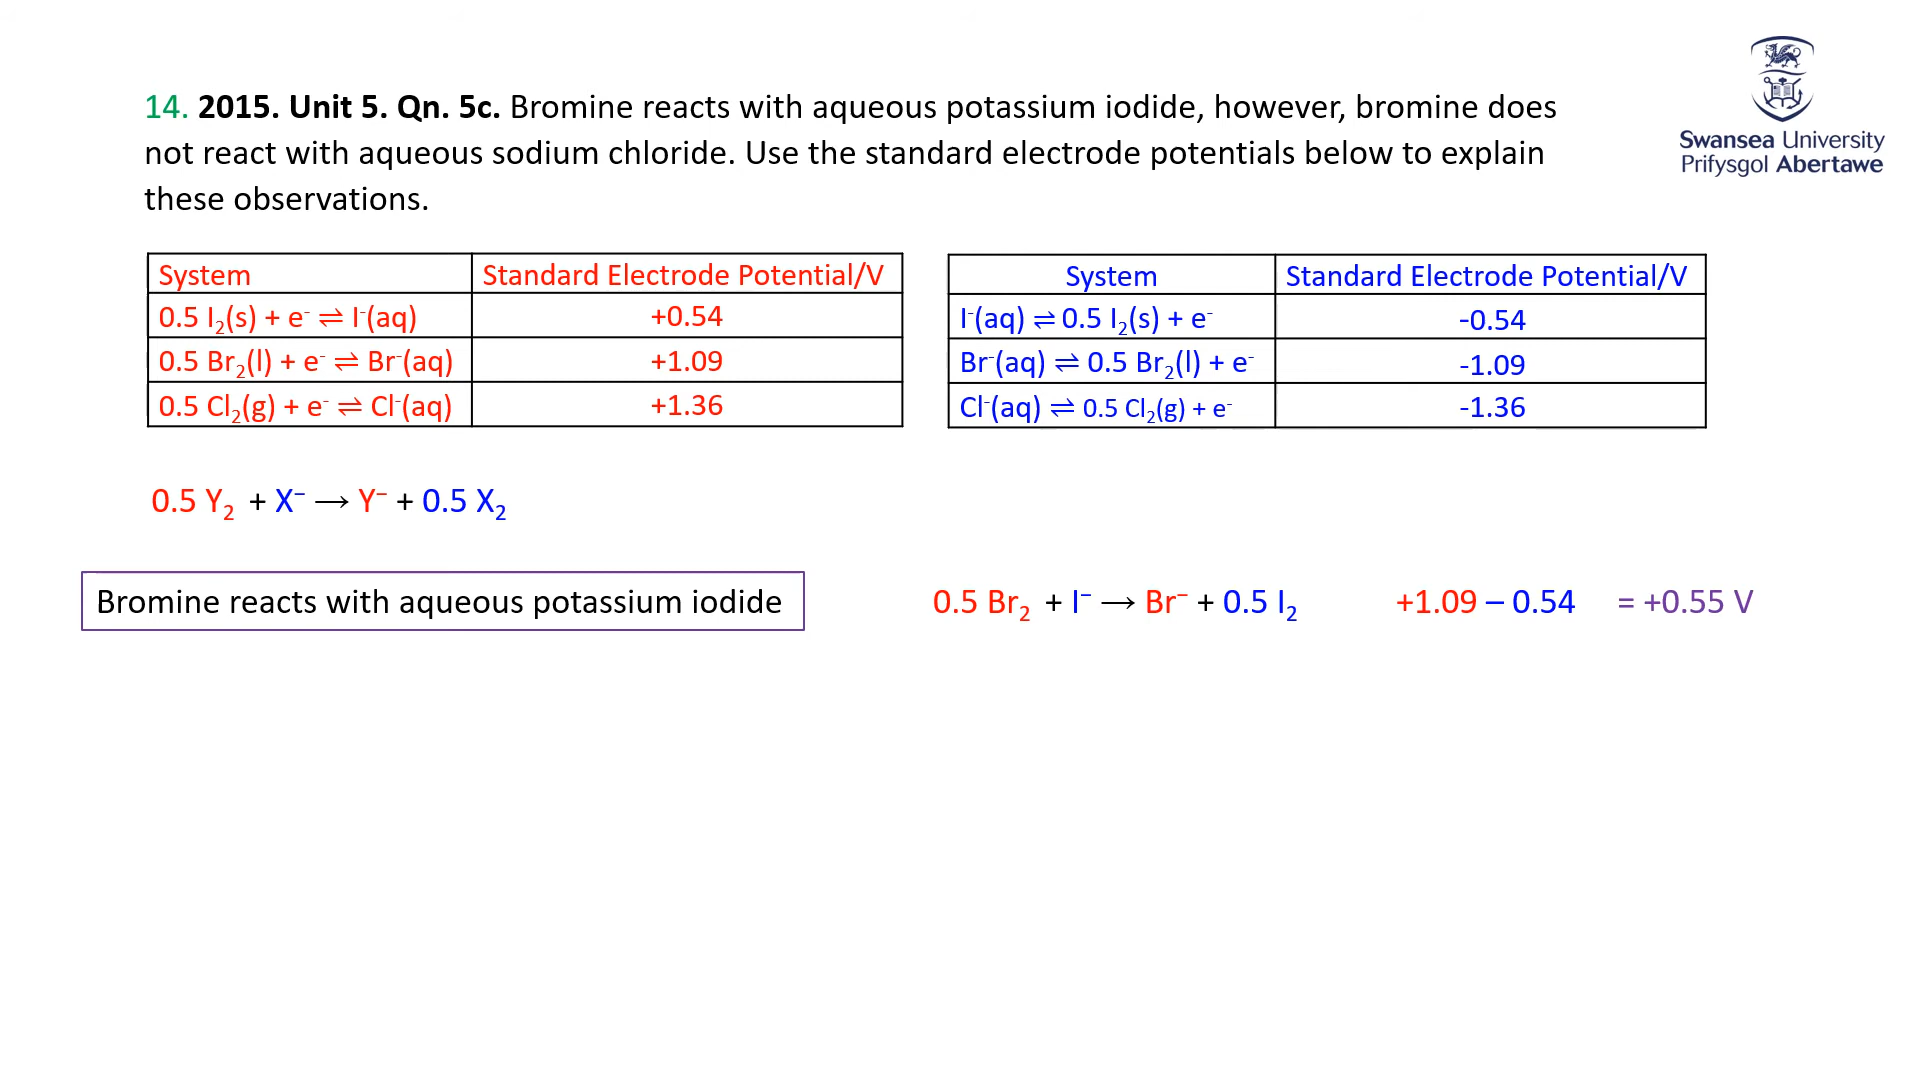 14. 2015. Unit 5. Qn. 5c. Bromine reacts with aqueous potassium iodide, however, bromine does
not react with aqueous sodium chloride. Use the standard electrode potentials below to explain
these observations.
Swansea University
Prifysgol Abertawe
System Standard Electrode Potential/V
0.5 I₂(s) + e⁻ ⇌ I⁻(aq) +0.54
0.5 Br₂(l) + e⁻ ⇌ Br⁻(aq) +1.09
0.5 Cl₂(g) + e⁻ ⇌ Cl⁻(aq) +1.36
System Standard Electrode Potential/V
I⁻(aq) ⇌ 0.5 I₂(s) + e⁻ -0.54
Br⁻(aq) ⇌ 0.5 Br₂(l) + e⁻ -1.09
Cl⁻(aq) ⇌ 0.5 Cl₂(g) + e⁻ -1.36
0.5 Y₂ + X⁻ → Y⁻ + 0.5 X₂
Bromine reacts with aqueous potassium iodide
0.5 Br₂ + I⁻ → Br⁻ + 0.5 I₂ +1.09 – 0.54 = +0.55 V